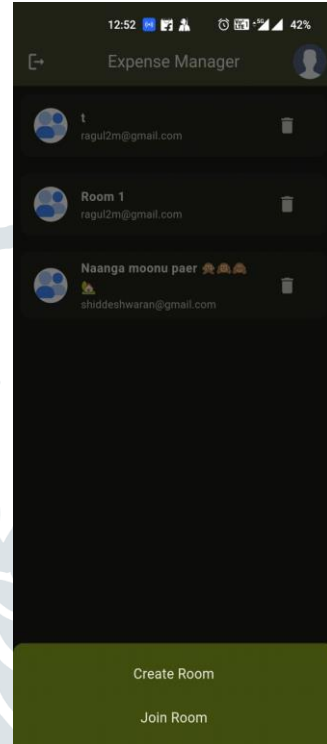 12:52 42%
Expense Manager
t
ragul2m@gmail.com
Room 1
ragul2m@gmail.com
Naanga moonu paer 🙊🙈🙈
🏡
shiddeshwaran@gmail.com
Create Room
Join Room